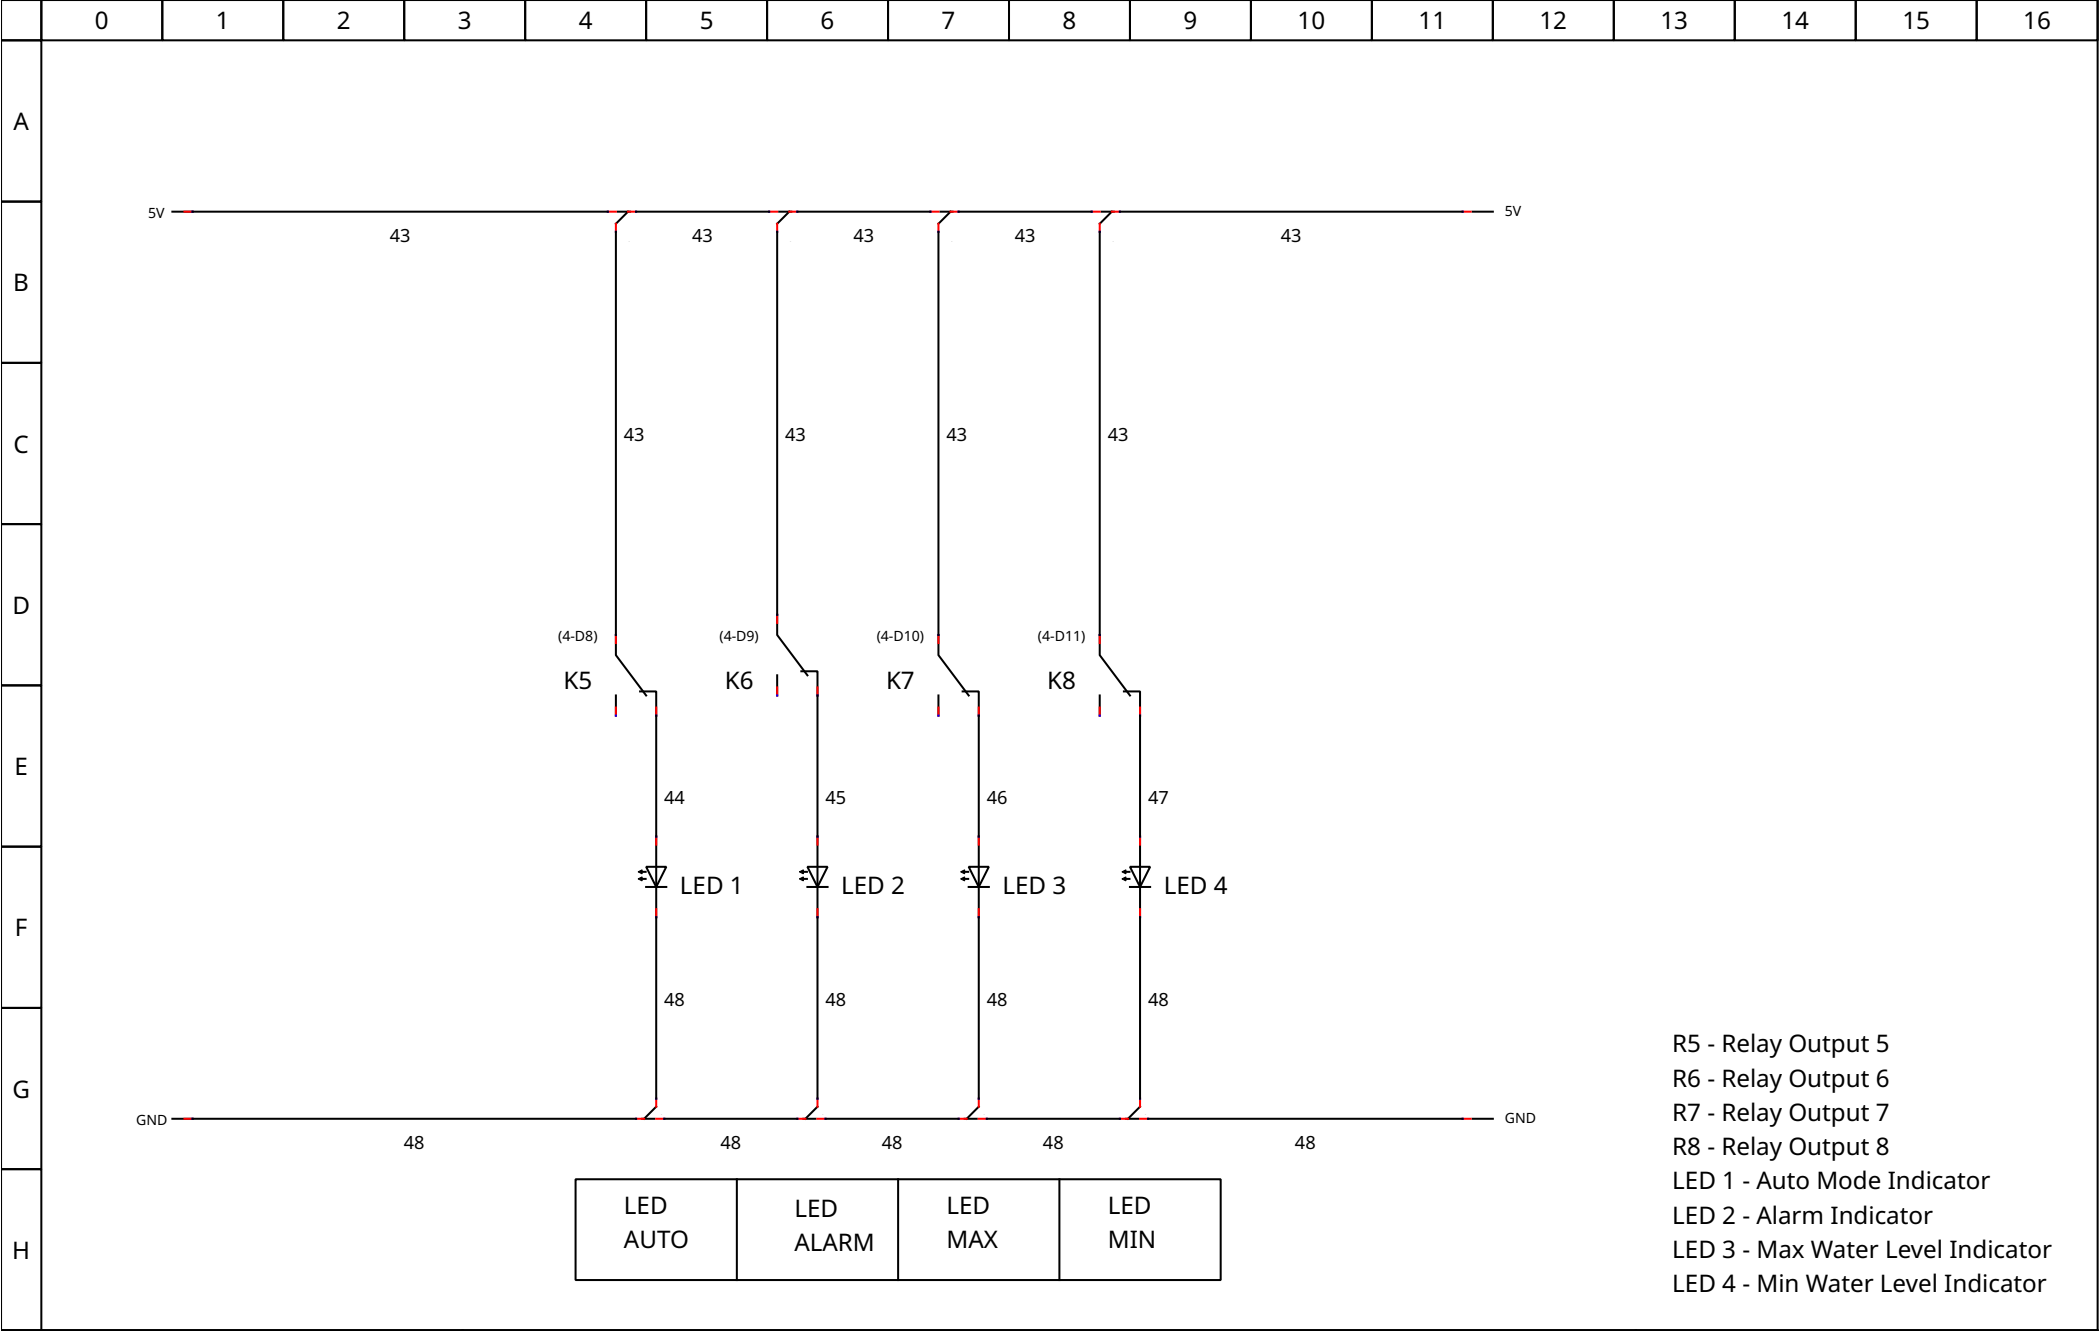 0 1 2 3 4 5 6 7 8 9 10 11 12 13 14 15 16
A
5V 5V
43 43 43 43 43
B
C
43 43 43 43
D
(4-D8) (4-D9) (4-D10) (4-D11)
K5 K6 K7 K8
E
44 45 46 47
LED 1 LED 2 LED 3 LED 4
F
48 48 48 48
G
GND GND
48 48 48 48 48
LED
AUTO
LED
ALARM
LED
MAX
LED
MIN
H
R5 - Relay Output 5
R6 - Relay Output 6
R7 - Relay Output 7
R8 - Relay Output 8
LED 1 - Auto Mode Indicator
LED 2 - Alarm Indicator
LED 3 - Max Water Level Indicator
LED 4 - Min Water Level Indicator